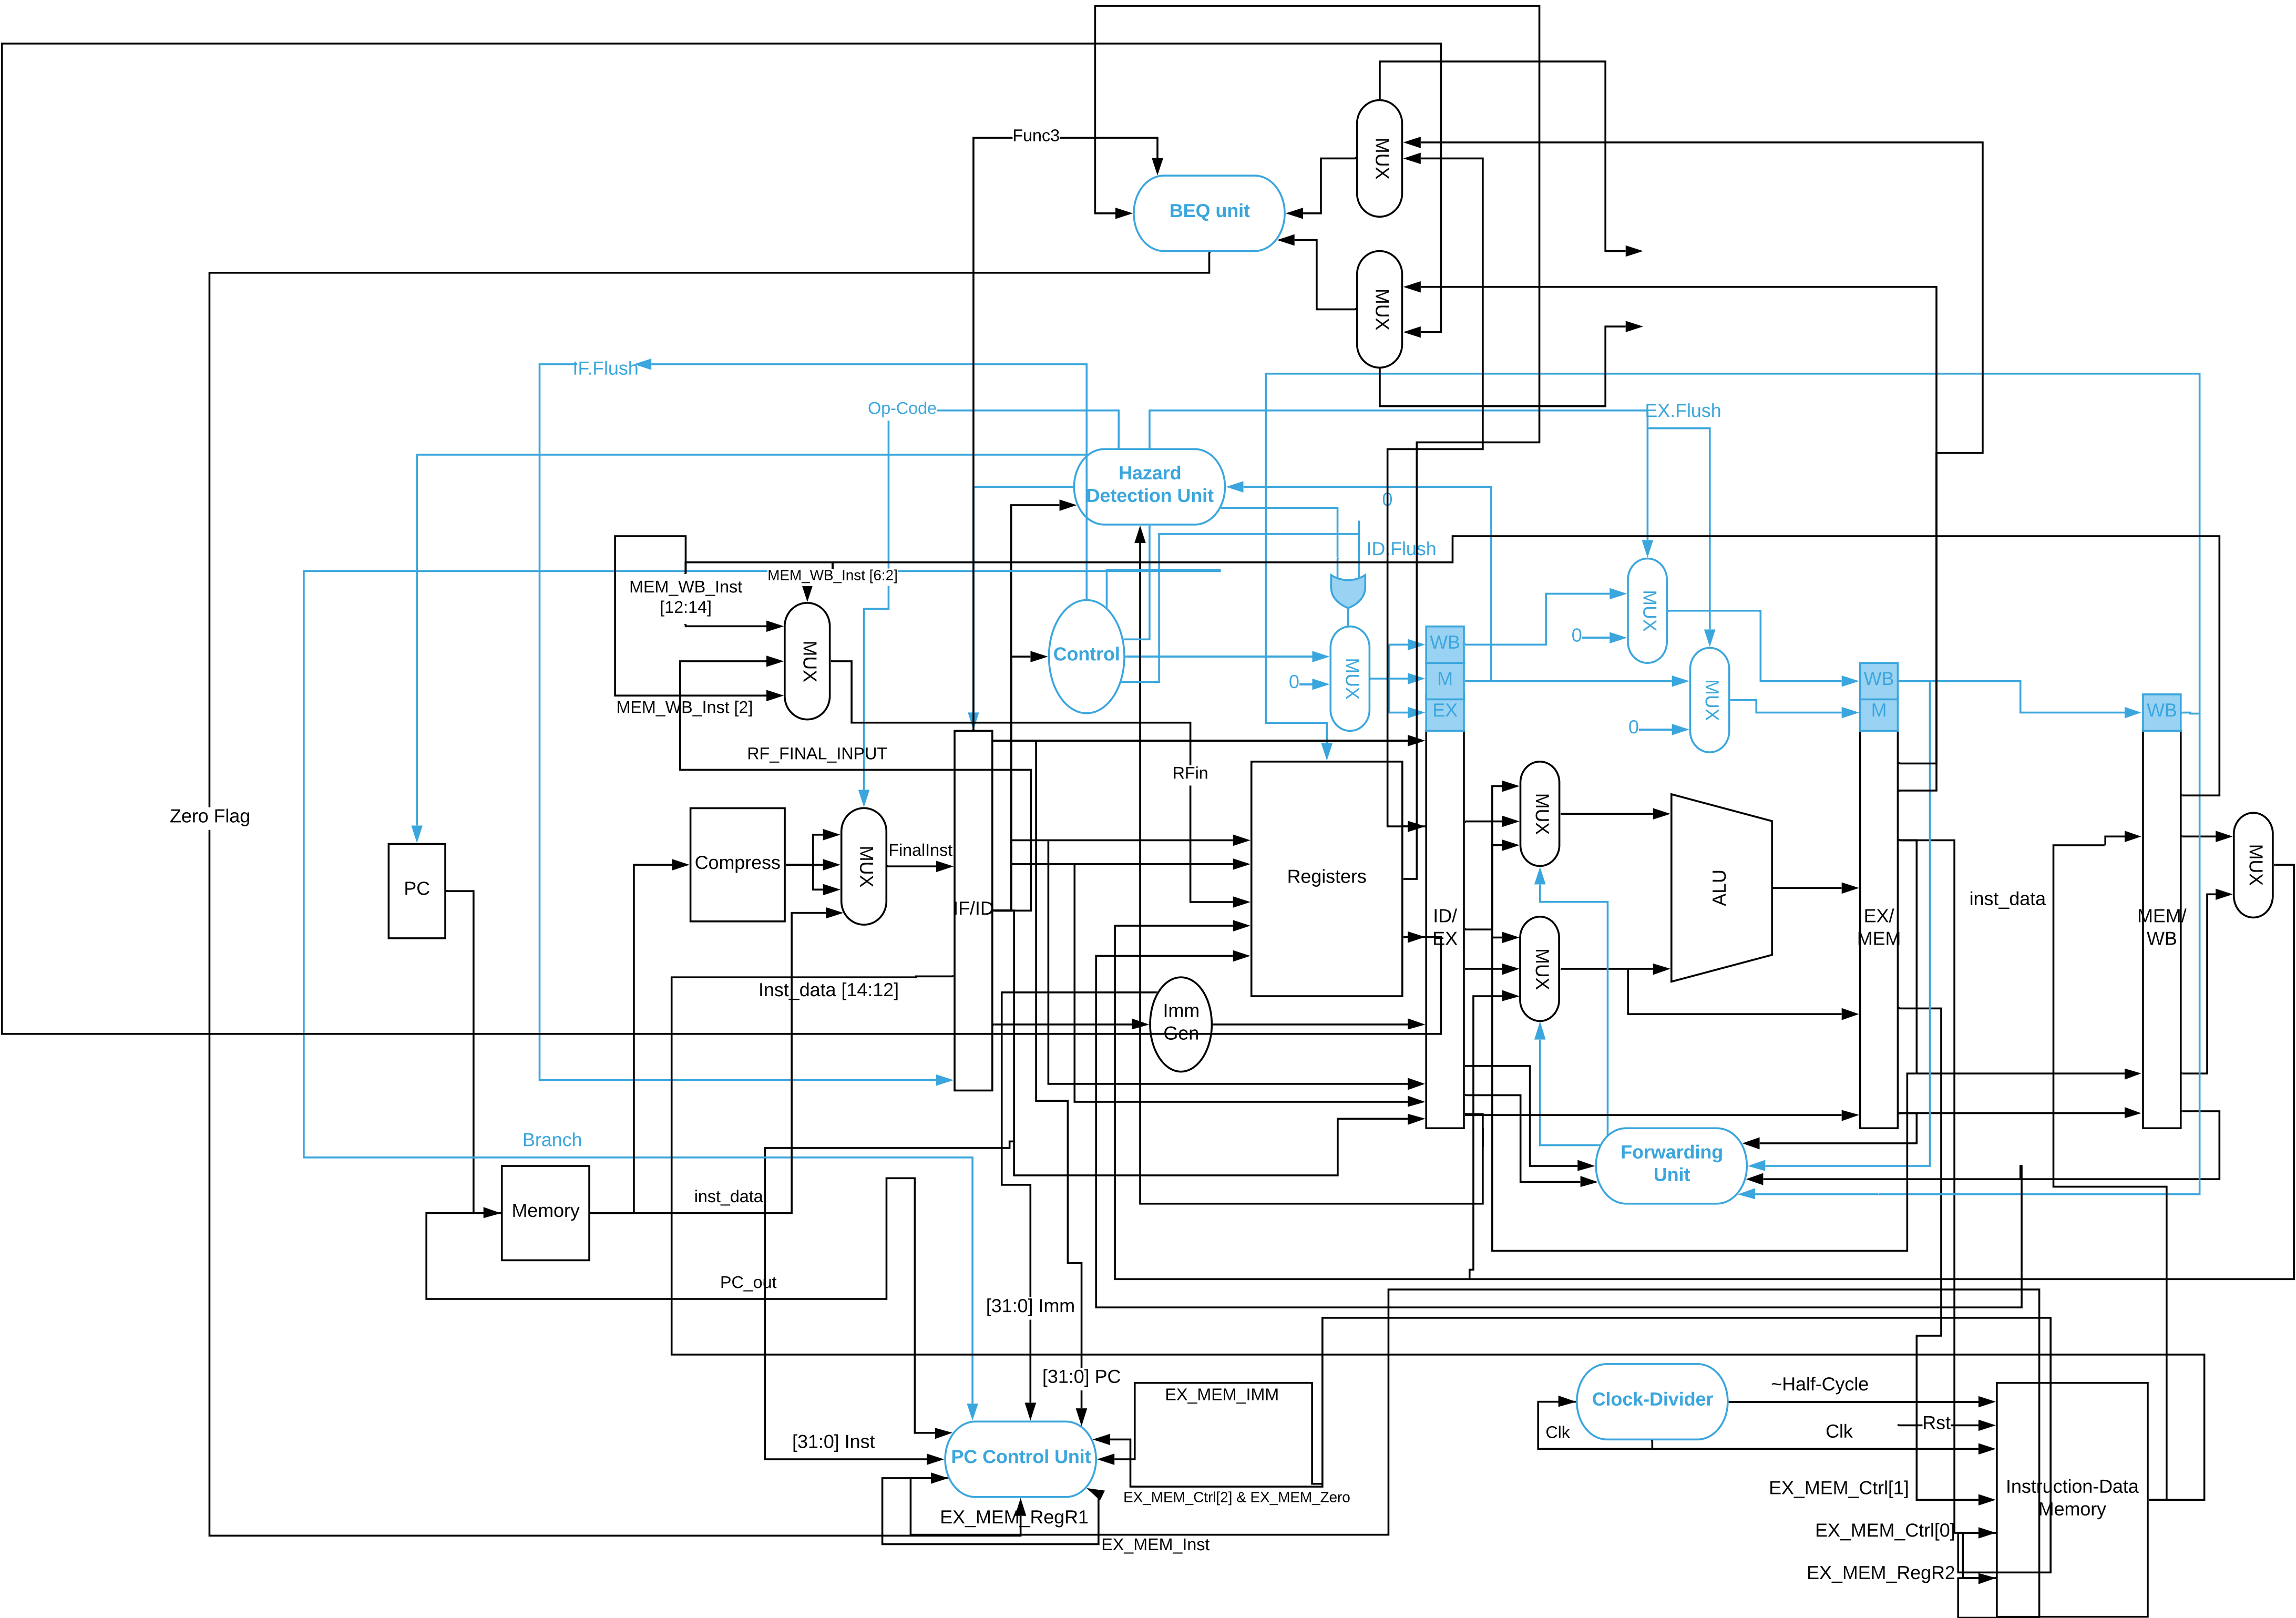 Func3
MUX
BEQ unit
MUX
IF.Flush
Op-Code
EX.Flush
Hazard
Detection Unit
0
ID.Flush
MEM_WB_Inst [6:2]
MEM_WB_Inst
[12:14]
MUX
MUX
0
WB
Control
MUX
0
WB
M
EX
MUX
0
WB
M
WB
MEM_WB_Inst [2]
RF_FINAL_INPUT
RFin
Zero Flag
MUX
FinalInst
Compress
MUX
PC
Registers
ALU
MUX
inst_data
IF/ID
ID/
EX
EX/
MEM
MEM/
WB
MUX
Inst_data [14:12]
Imm
Gen
Branch
Forwarding
Unit
inst_data
Memory
PC_out
[31:0] Imm
[31:0] PC
EX_MEM_IMM
~Half-Cycle
Clock-Divider
Rst
Clk
Clk
[31:0] Inst
PC Control Unit
EX_MEM_Ctrl[1]
Instruction-Data
Memory
EX_MEM_Ctrl[2] & EX_MEM_Zero
EX_MEM_RegR1
EX_MEM_Ctrl[0]
EX_MEM_Inst
EX_MEM_RegR2